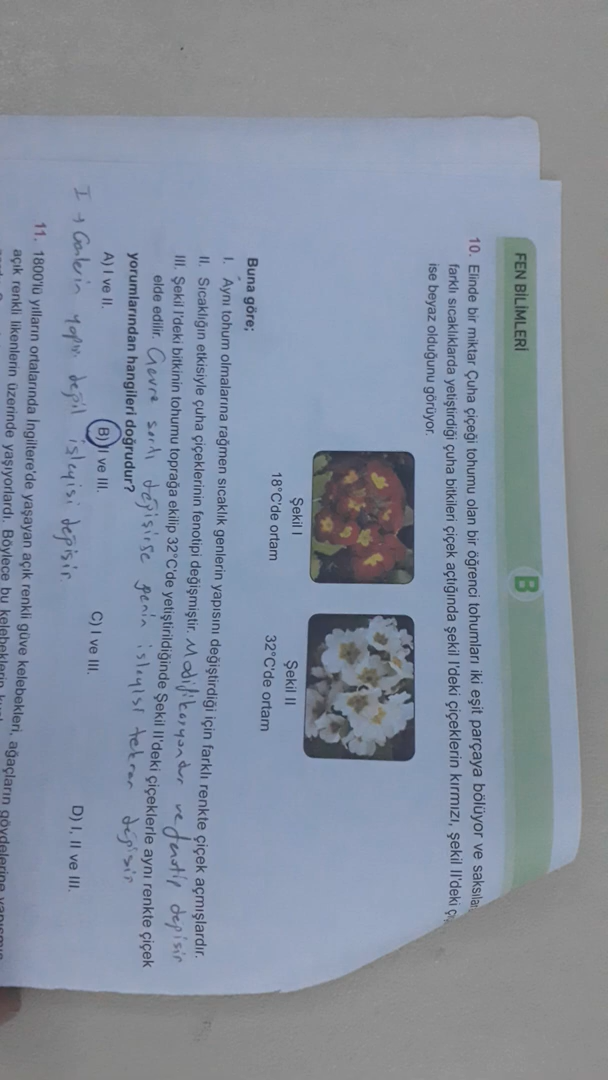 FEN BİLİMLERİ
B
10. Elinde bir miktar Çuha çiçeği tohumu olan bir öğrenci tohumları iki eşit parçaya bölüyor ve
farklı sıcaklıklarda yetiştirdiği çuha bitkileri çiçek açtığında şekil I'deki çiçeklerin kırmızı, şekil II'deki
ise beyaz olduğunu görüyor.
Şekil I
18°C'de ortam
Şekil II
32°C'de ortam
Buna göre;
I. Aynı tohum olmalarına rağmen sıcaklık genlerin yapısını değiştirdiği için farklı renkte çiçek açmışlardır.
II. Sıcaklığın etkisiyle çuha çiçeklerinin fenotipi değişmiştir. Modifikasyondur ve fenotip değişir
III. Şekil I'deki bitkinin tohumu toprağa ekilip 32°C'de yetiştirildiğinde Şekil II'deki çiçeklerle aynı renkte çiçek
elde edilir. Çevre şartı değişirse genin işleyişi tekrar değişir
yorumlarından hangileri doğrudur?
A) I ve II. B) II ve III. C) I ve III. D) I, II ve III.
I → Genlerin yapısı değil işleyişi değişir
11. 1800'lü yılların ortalarında İngiltere'de yaşayan açık renkli güve kelebekleri, ağaçların gövdelerine
açık renkli likenlerin üzerinde yaşıyorlardı. Böylece bu kelebeklerin